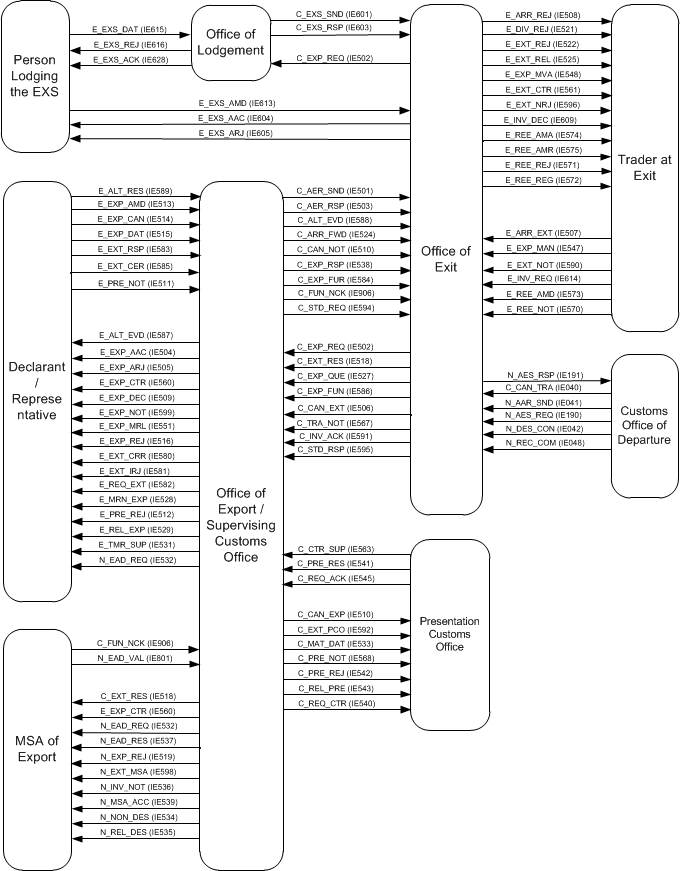 Person
Lodging
the EXS
E_EXS_DAT (IE615)
E_EXS_REJ (IE616)
E_EXS_ACK (IE628)
Office of
Lodgement
C_EXS_SND (IE601)
C_EXS_RSP (IE603)
C_EXP_REQ (IE502)
E_EXS_AMD (IE613)
E_EXS_AAC (IE604)
E_EXS_ARJ (IE605)
Office of
Exit
E_ARR_REJ (IE508)
E_DIV_REJ (IE521)
E_EXT_REJ (IE522)
E_EXT_REL (IE525)
E_EXP_MVA (IE548)
E_EXT_CTR (IE561)
E_EXT_NRJ (IE596)
E_INV_DEC (IE609)
E_REE_AMA (IE574)
E_REE_AMR (IE575)
E_REE_REJ (IE571)
E_REE_REG (IE572)
E_ARR_EXT (IE507)
E_EXP_MAN (IE547)
E_EXT_NOT (IE590)
E_INV_REQ (IE614)
E_REE_AMD (IE573)
E_REE_NOT (IE570)
Trader at
Exit
Declarant
/
Represe
ntative
E_ALT_RES (IE589)
E_EXP_AMD (IE513)
E_EXP_CAN (IE514)
E_EXP_DAT (IE515)
E_EXT_RSP (IE583)
E_EXT_CER (IE585)
E_PRE_NOT (IE511)
E_ALT_EVD (IE587)
E_EXP_AAC (IE504)
E_EXP_ARJ (IE505)
E_EXP_CTR (IE560)
E_EXP_DEC (IE509)
E_EXP_NOT (IE599)
E_EXP_MRL (IE551)
E_EXP_REJ (IE516)
E_EXT_CRR (IE580)
E_EXT_IRJ (IE581)
E_REQ_EXT (IE582)
E_MRN_EXP (IE528)
E_PRE_REJ (IE512)
E_REL_EXP (IE529)
E_TMR_SUP (IE531)
N_EAD_REQ (IE532)
Office of
Export /
Supervising
Customs
Office
C_AER_SND (IE501)
C_AER_RSP (IE503)
C_ALT_EVD (IE588)
C_ARR_FWD (IE524)
C_CAN_NOT (IE510)
C_EXP_RSP (IE538)
C_EXP_FUR (IE584)
C_FUN_NCK (IE906)
C_STD_REQ (IE594)
C_EXP_REQ (IE502)
C_EXT_RES (IE518)
C_EXP_QUE (IE527)
C_EXP_FUN (IE586)
C_CAN_EXT (IE506)
C_TRA_NOT (IE567)
C_INV_ACK (IE591)
C_STD_RSP (IE595)
N_AES_RSP (IE191)
C_CAN_TRA (IE040)
N_AAR_SND (IE041)
N_AES_REQ (IE190)
N_DES_CON (IE042)
N_REC_COM (IE048)
Customs
Office of
Departure
C_CTR_SUP (IE563)
C_PRE_RES (IE541)
C_REQ_ACK (IE545)
C_CAN_EXP (IE510)
C_EXT_PCO (IE592)
C_MAT_DAT (IE533)
C_PRE_NOT (IE568)
C_PRE_REJ (IE542)
C_REL_PRE (IE543)
C_REQ_CTR (IE540)
Presentation
Customs
Office
MSA of
Export
C_FUN_NCK (IE906)
N_EAD_VAL (IE801)
C_EXT_RES (IE518)
E_EXP_CTR (IE560)
N_EAD_REQ (IE532)
N_EAD_RES (IE537)
N_EXP_REJ (IE519)
N_EXT_MSA (IE598)
N_INV_NOT (IE536)
N_MSA_ACC (IE539)
N_NON_DES (IE534)
N_REL_DES (IE535)